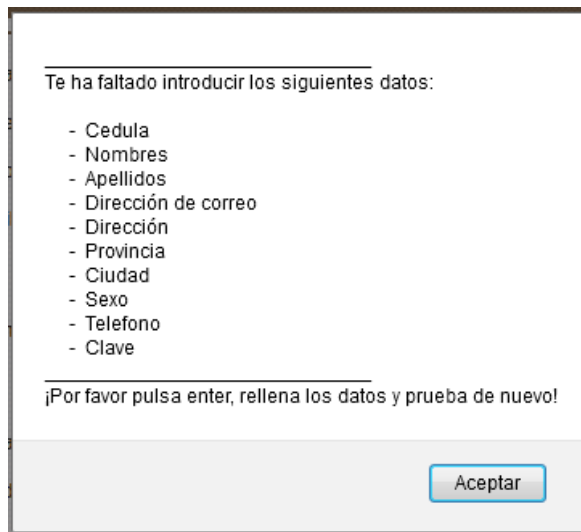 Te ha faltado introducir los siguientes datos:
- Cedula
- Nombres
- Apellidos
- Dirección de correo
- Dirección
- Provincia
- Ciudad
- Sexo
- Telefono
- Clave
¡Por favor pulsa enter, rellena los datos y prueba de nuevo!
Aceptar